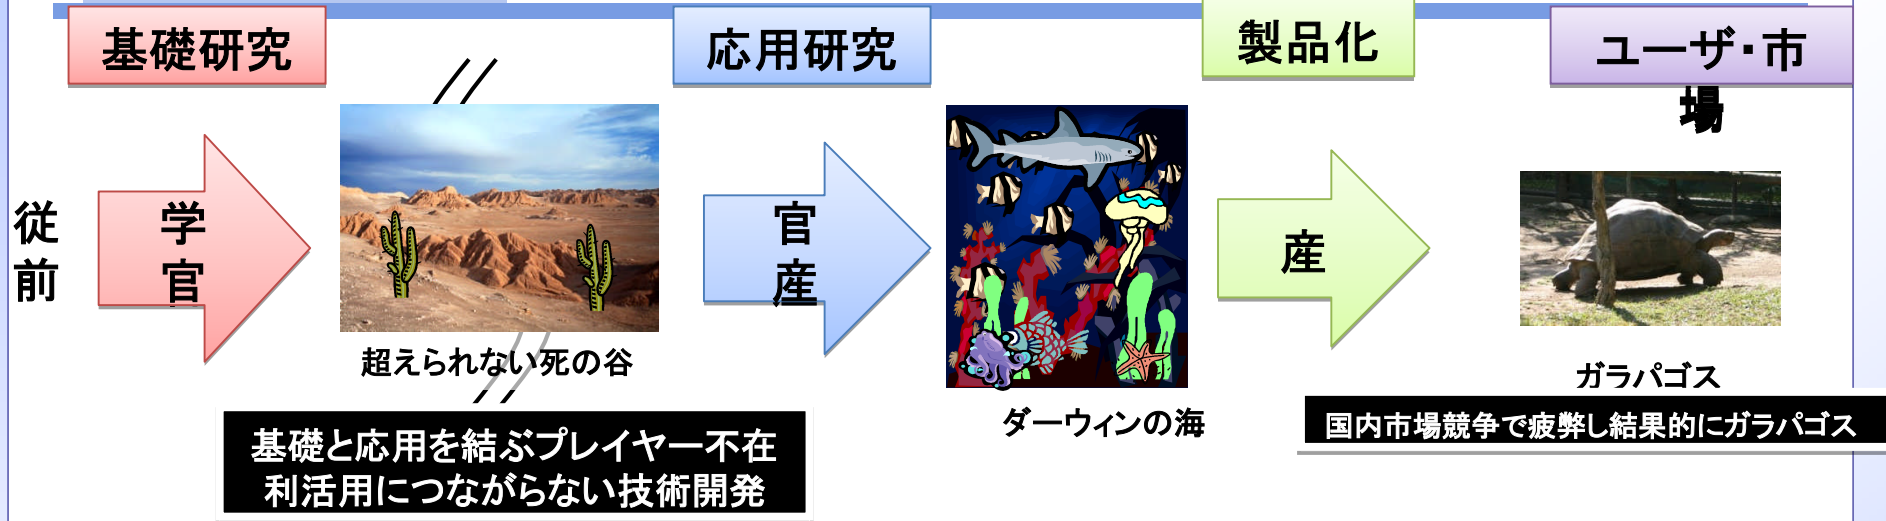 基礎研究
応用研究
製品化
ユーザ・市
場
従
前
学
官
官
産
産
超えられない死の谷
ダーウィンの海
ガラパゴス
基礎と応用を結ぶプレイヤー不在
利活用につながらない技術開発
国内市場競争で疲弊し結果的にガラパゴス